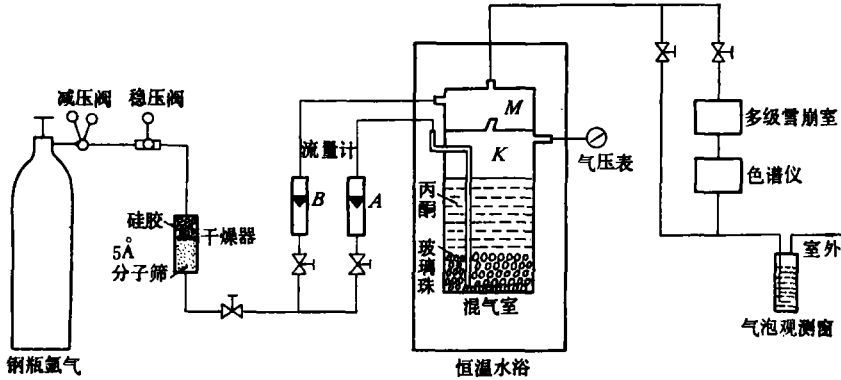 减压阀
稳压阀
流量计
B
A
硅胶
干燥器
5Å
分子筛
钢瓶氩气
M
K
丙酮
玻璃珠
混气室
恒温水浴
气压表
多级雪崩室
色谱仪
室外
气泡观测窗